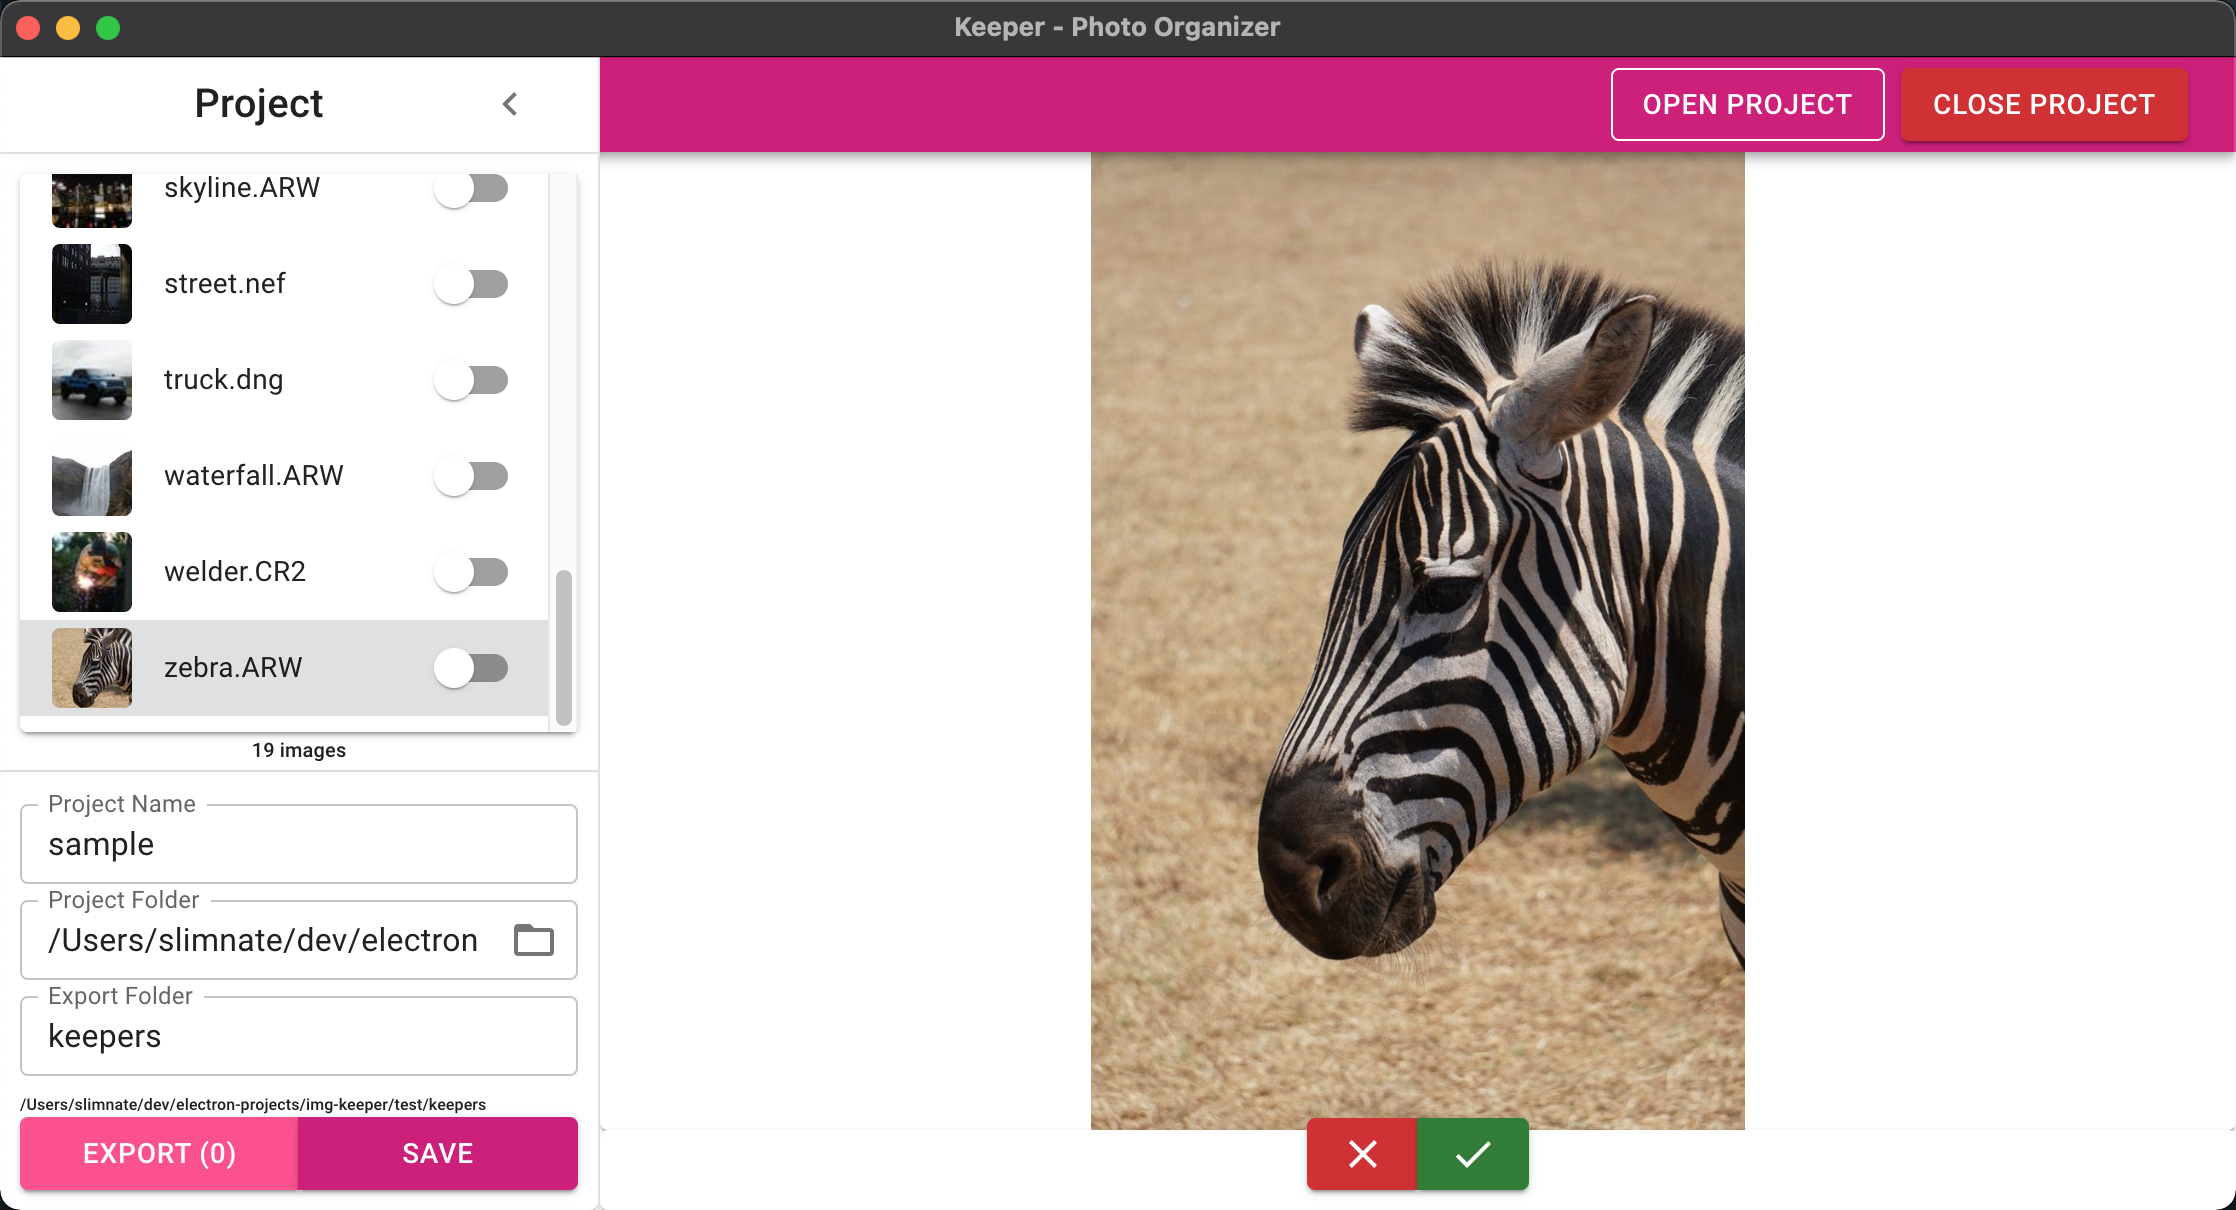 Keeper - Photo Organizer
Project
OPEN PROJECT
CLOSE PROJECT
skyline.ARW
street.nef
truck.dng
waterfall.ARW
welder.CR2
zebra.ARW
19 images
Project Name
sample
Project Folder
/Users/slimnate/dev/electron
Export Folder
keepers
/Users/slimnate/dev/electron-projects/img-keeper/test/keepers
EXPORT (0)
SAVE